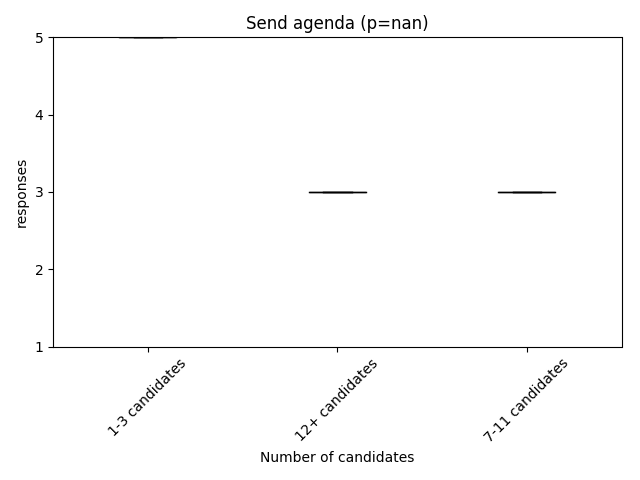 Send agenda (p=nan)
5
4
3
2
1
responses
1-3 candidates
12+ candidates
7-11 candidates
Number of candidates